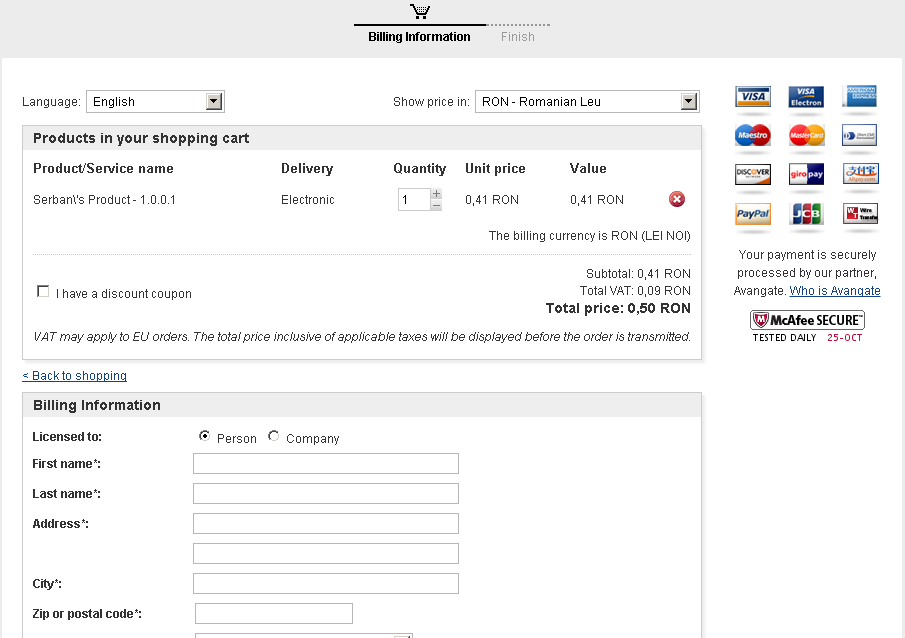 Billing Information Finish
Language: English Show price in: RON - Romanian Leu
Products in your shopping cart
Product/Service name Delivery Quantity Unit price Value
Serban\'s Product - 1.0.0.1 Electronic 1 0,41 RON 0,41 RON
The billing currency is RON (LEI NOI)
Subtotal: 0,41 RON
I have a discount coupon
Total VAT: 0,09 RON
Total price: 0,50 RON
VAT may apply to EU orders. The total price inclusive of applicable taxes will be displayed before the order is transmitted.
< Back to shopping
Billing Information
Licensed to: Person Company
First name*:
Last name*:
Address*:
City*:
Zip or postal code*:
VISA VISA Electron AMERICAN EXPRESS
Maestro MasterCard
DISCOVER giropay 支付宝 Alipay.com
PayPal JCB Wire Transfer
Your payment is securely
processed by our partner,
Avangate. Who is Avangate
McAfee SECURE™
TESTED DAILY 25-OCT